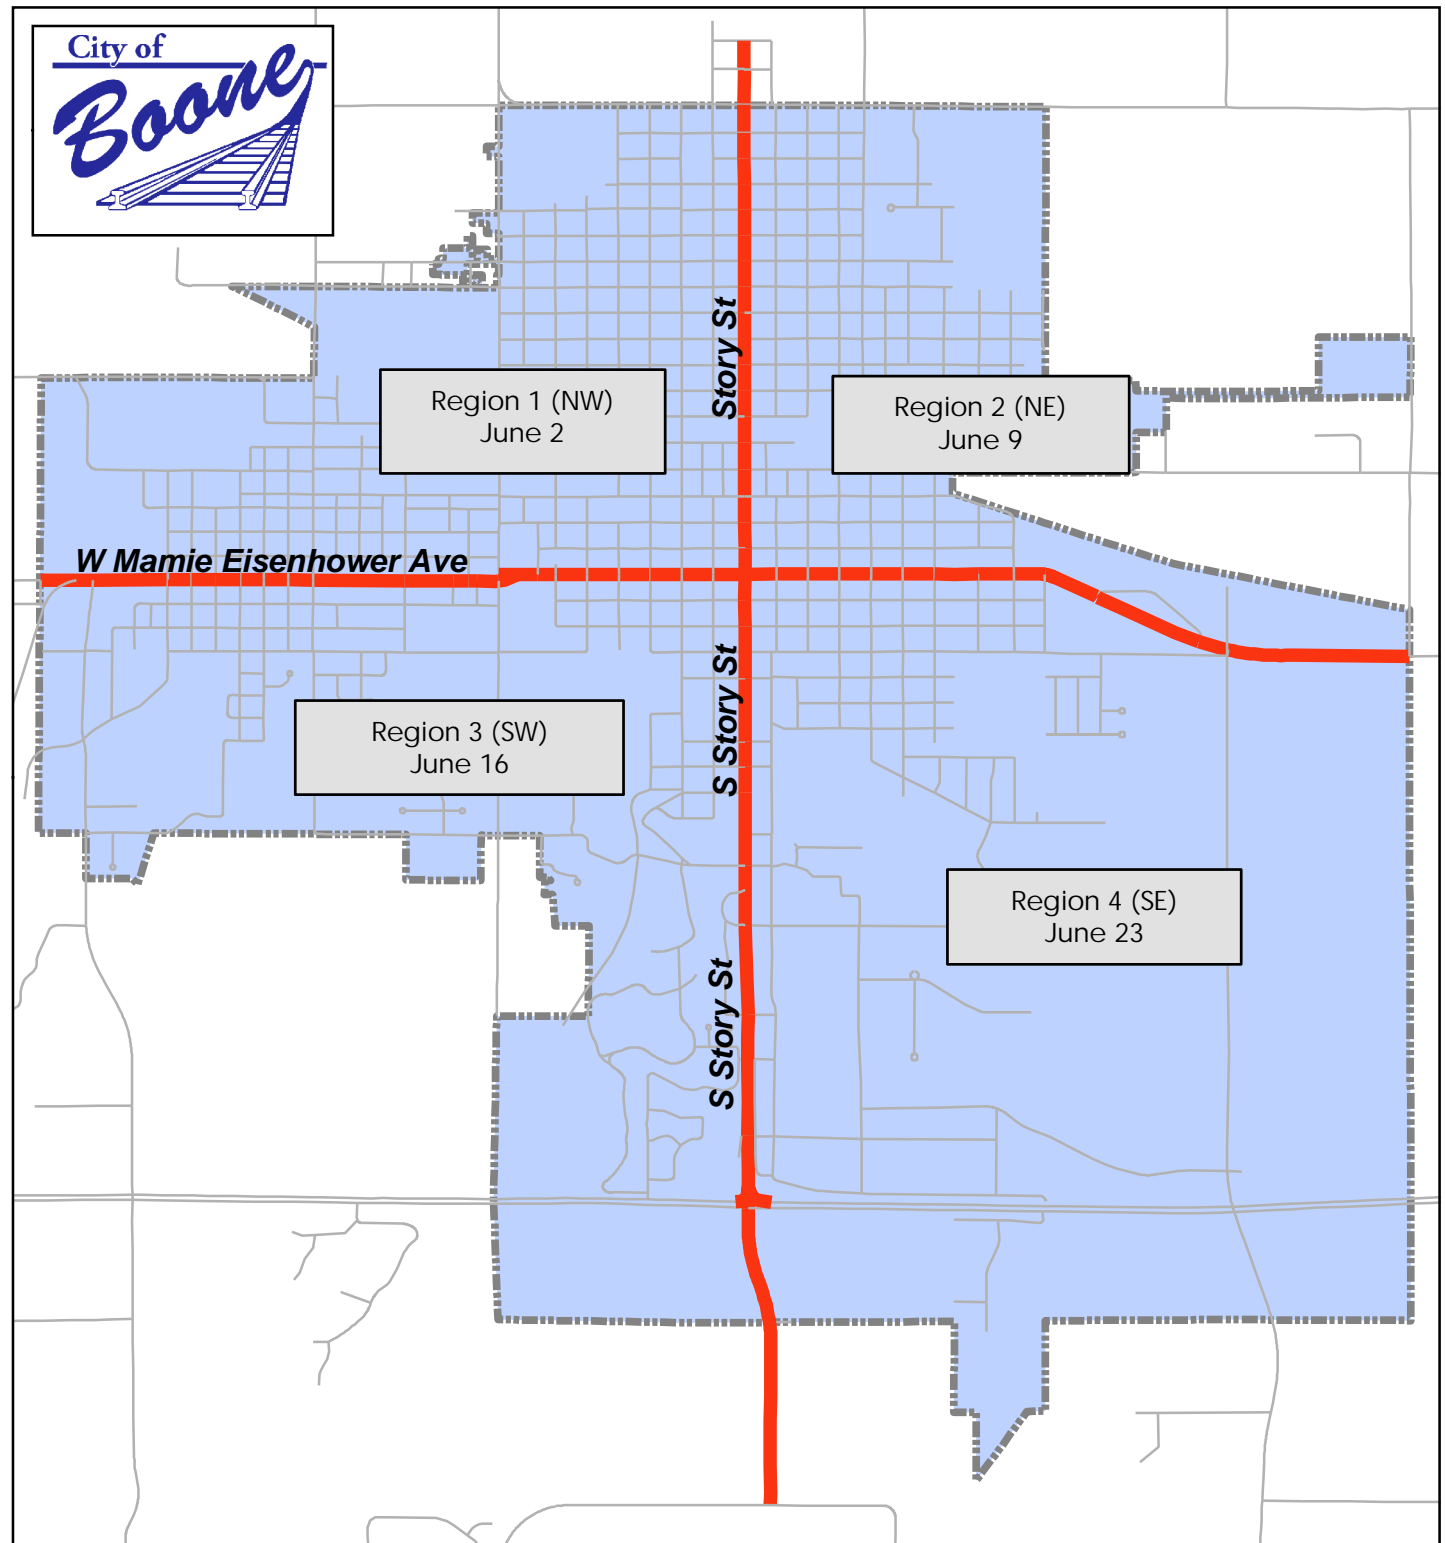 City of
Boone
Story St
Region 1 (NW)
June 2
Region 2 (NE)
June 9
W Mamie Eisenhower Ave
S Story St
Region 3 (SW)
June 16
Region 4 (SE)
June 23
S Story St